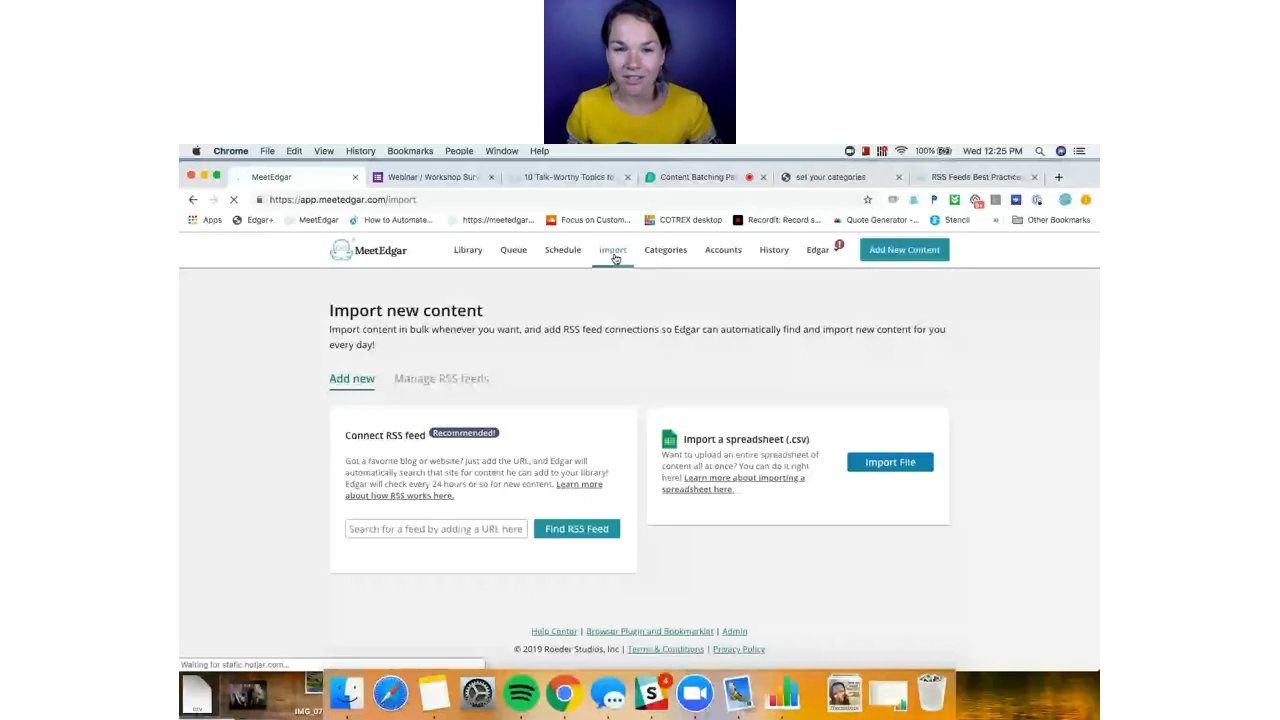 Chrome File Edit View History Bookmarks People Window Help 100% Wed 12:25 PM
MeetEdgar Webinar / Workshop Sur 10 Talk-Worthy Topics to Content Batching Pa set your categories RSS Feeds Best Practice
https://app.meetedgar.com/import
Apps Edgar+ MeetEdgar How to Automate... https://meetedgar... Focus on Custom... COTREX desktop RecordIt: Record s... Quote Generator -... Stencil » Other Bookmarks
MeetEdgar Library Queue Schedule Import Categories Accounts History Edgar Add New Content
Import new content
Import content in bulk whenever you want, and add RSS feed connections so Edgar can automatically find and import new content for you
every day!
Add new Manage RSS feeds
Connect RSS feed Recommended!
Got a favorite blog or website? Just add the URL, and Edgar will
automatically search that site for content he can add to your library!
Edgar will check every 24 hours or so for new content. Learn more
about how RSS works here.
Search for a feed by adding a URL here Find RSS Feed
Import a spreadsheet (.csv)
Want to upload an entire spreadsheet of
content all at once? You can do it right
here! Learn more about importing a
spreadsheet here.
Import File
Help Center | Browser Plugin and Bookmarklet | Admin
© 2019 Roeder Studios, Inc | Terms & Conditions | Privacy Policy
Waiting for static.hotjar.com...
CSV
IMG_07
4